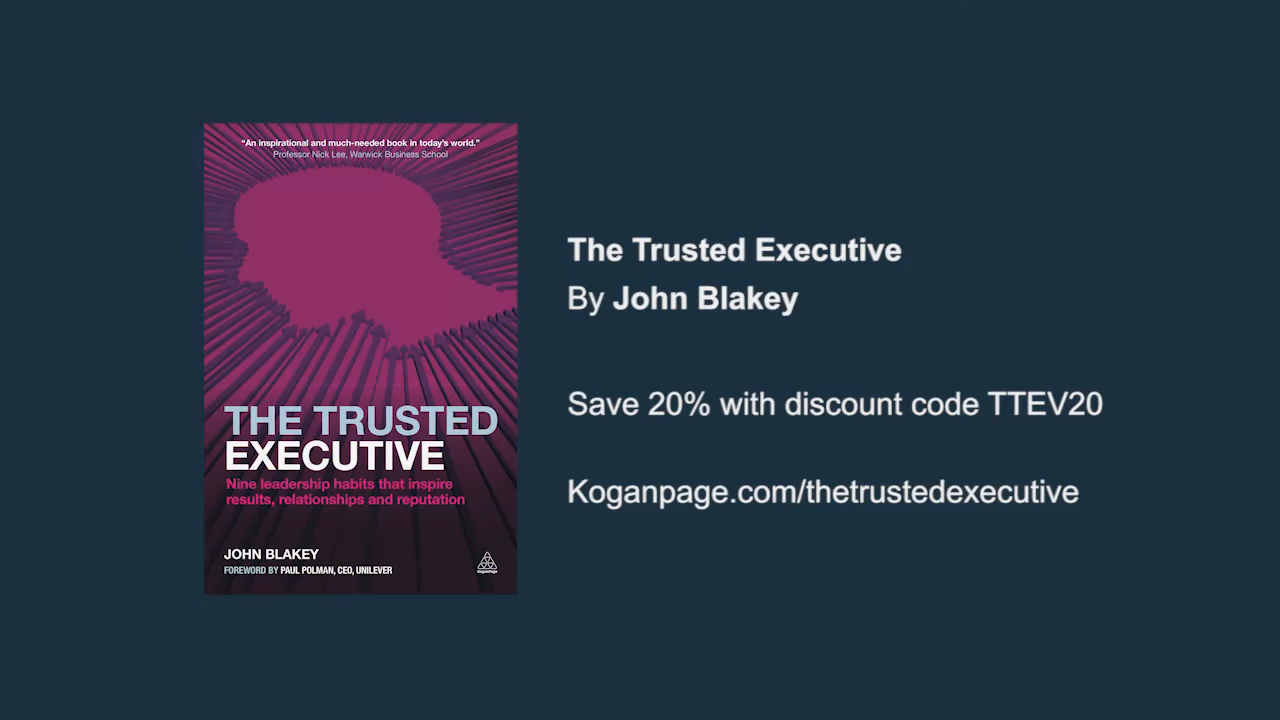 “An inspirational and much-needed book in today's world.”
Professor Nick Lee, Warwick Business School
THE TRUSTED
EXECUTIVE
Nine leadership habits that inspire
results, relationships and reputation
JOHN BLAKEY
FOREWORD BY PAUL POLMAN, CEO, UNILEVER
KoganPage
The Trusted Executive
By John Blakey
Save 20% with discount code TTEV20
Koganpage.com/thetrustedexecutive